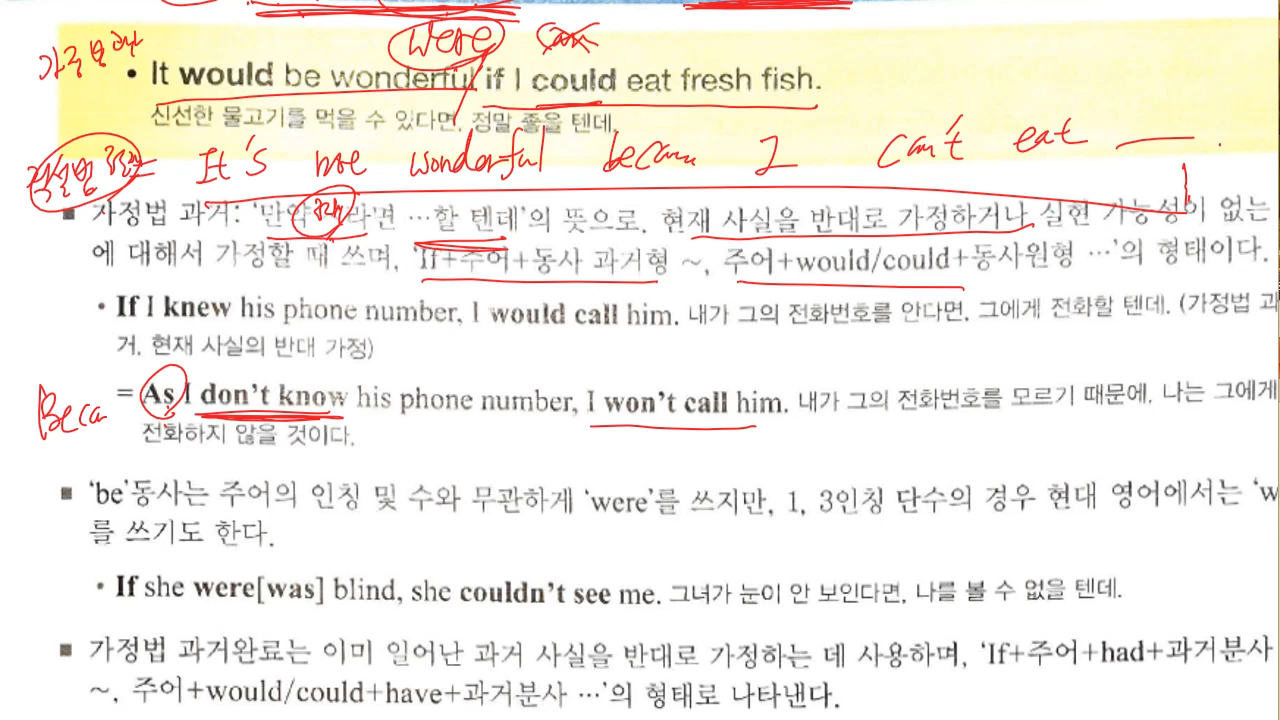 가정법 과거
were
• It would be wonderful if I could eat fresh fish.
신선한 물고기를 먹을 수 있다면, 정말 좋을 텐데.
직설법 현재 It's not wonderful because I can't eat ㅡ.
■ 가정법 과거: '만약 라면 …할 텐데'의 뜻으로, 현재 사실을 반대로 가정하거나 실현 가능성이 없는
에 대해서 가정할 때 쓰며, 'If+주어+동사 과거형 ~, 주어+would/could+동사원형 …'의 형태이다.
• If I knew his phone number, I would call him. 내가 그의 전화번호를 안다면, 그에게 전화할 텐데. (가정법 과
거, 현재 사실의 반대 가정)
Beca = As I don't know his phone number, I won't call him. 내가 그의 전화번호를 모르기 때문에, 나는 그에게
전화하지 않을 것이다.
■ 'be'동사는 주어의 인칭 및 수와 무관하게 'were'를 쓰지만, 1, 3인칭 단수의 경우 현대 영어에서는 'w
를 쓰기도 한다.
• If she were[was] blind, she couldn't see me. 그녀가 눈이 안 보인다면, 나를 볼 수 없을 텐데.
■ 가정법 과거완료는 이미 일어난 과거 사실을 반대로 가정하는 데 사용하며, 'If+주어+had+과거분사
~, 주어+would/could+have+과거분사 …'의 형태로 나타낸다.